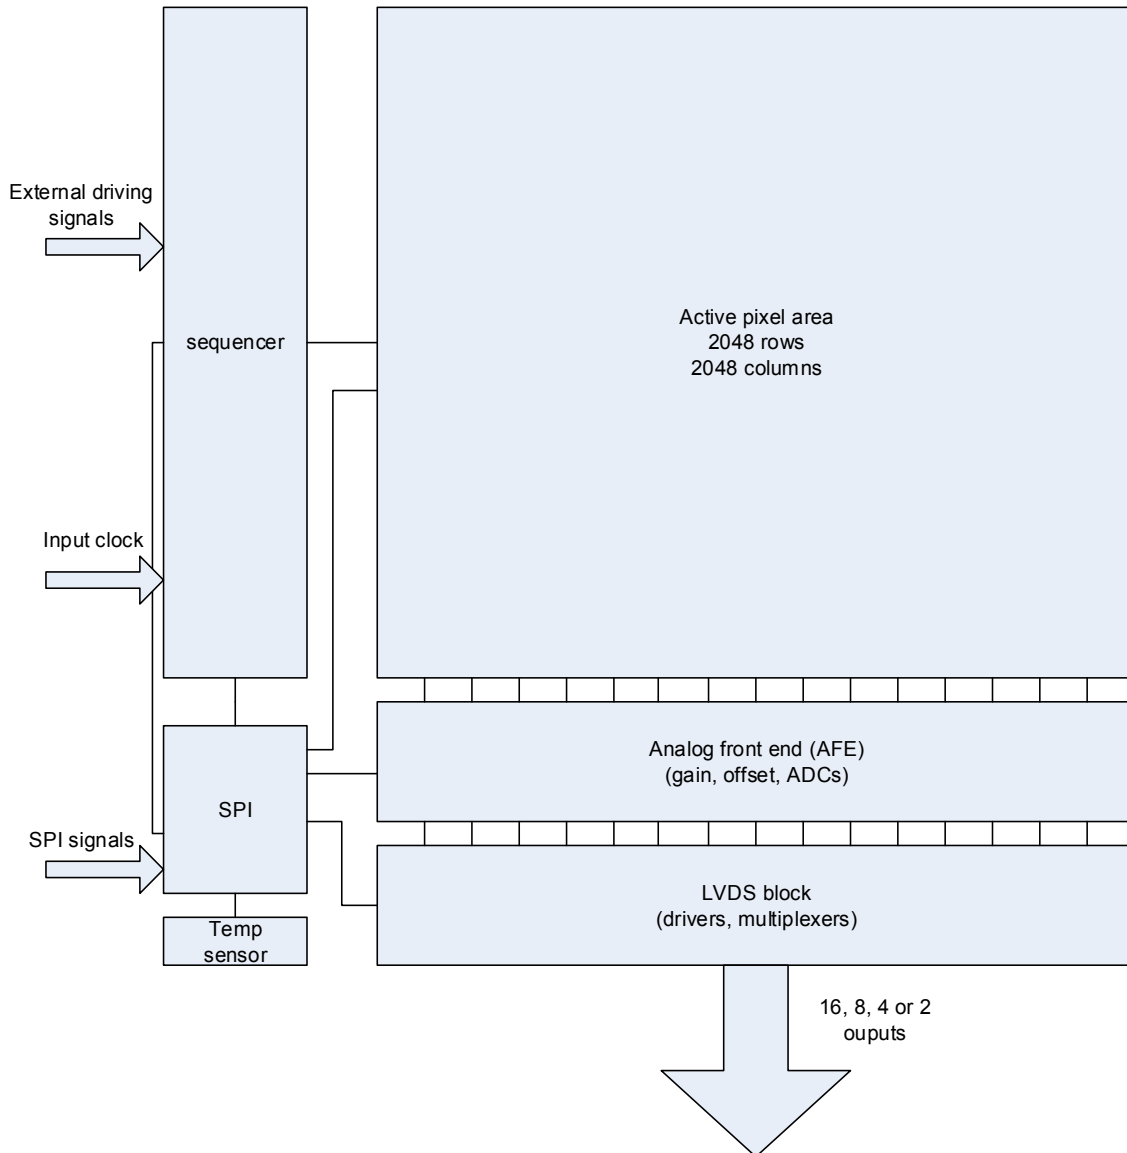 External driving
signals
sequencer
Active pixel area
2048 rows
2048 columns
Input clock
Analog front end (AFE)
(gain, offset, ADCs)
SPI
SPI signals
LVDS block
(drivers, multiplexers)
Temp
sensor
16, 8, 4 or 2
ouputs